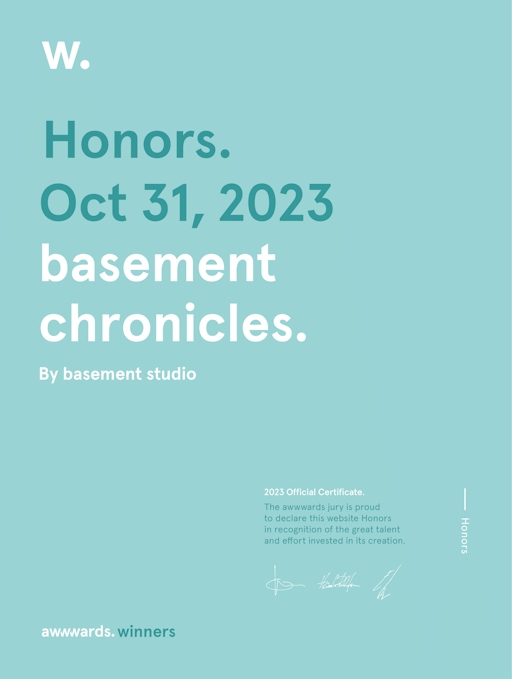 w.
Honors.
Oct 31, 2023
basement
chronicles.
By basement studio
2023 Official Certificate.
The awwwards jury is proud
to declare this website Honors
in recognition of the great talent
and effort invested in its creation.
Honors
awwwards.winners